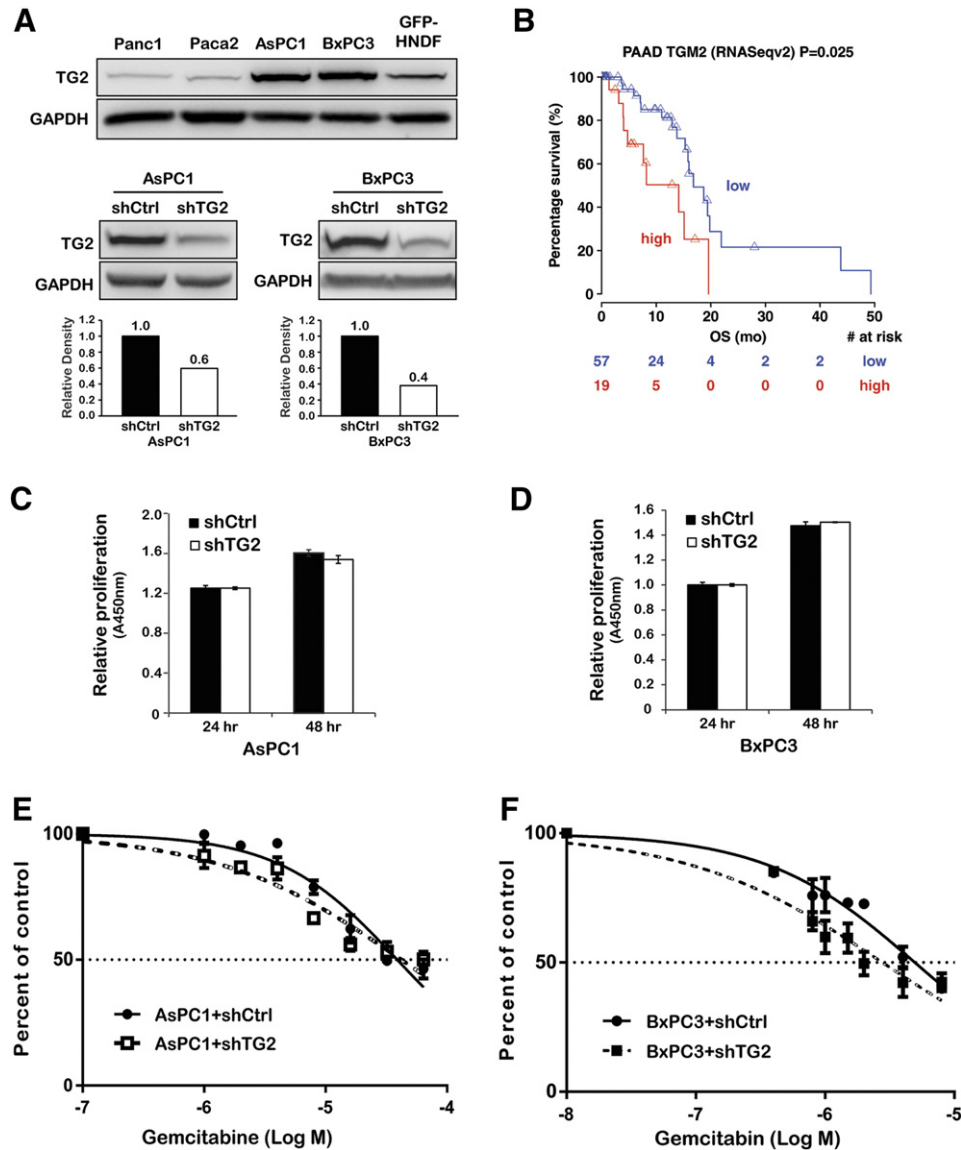 A
Panc1 Paca2 AsPC1 BxPC3 GFP-
HNDF
TG2
GAPDH
AsPC1
shCtrl shTG2
TG2
GAPDH
BxPC3
shCtrl shTG2
TG2
GAPDH
Relative Density
1.2
1.0
0.8
0.6
0.4
0.2
0.0
1.0
0.6
shCtrl shTG2
AsPC1
Relative Density
1.2
1.0
0.8
0.6
0.4
0.2
0.0
1.0
0.4
shCtrl shTG2
BxPC3
B
PAAD TGM2 (RNASeqv2) P=0.025
Percentage survival (%)
100
80
60
40
20
0
low
high
0 10 20 30 40 50
OS (mo) # at risk
57 24 4 2 2 low
19 5 0 0 0 high
C
Relative proliferation
(A450nm)
2.0
1.6
1.2
0.8
0.4
0
shCtrl
shTG2
24 hr 48 hr
AsPC1
D
Relative proliferation
(A450nm)
1.6
1.4
1.2
1.0
0.8
0.6
0.4
0.2
0
shCtrl
shTG2
24 hr 48 hr
BxPC3
E
Percent of control
100
50
0
AsPC1+shCtrl
AsPC1+shTG2
-7 -6 -5 -4
Gemcitabine (Log M)
F
Percent of control
100
50
0
BxPC3+shCtrl
BxPC3+shTG2
-8 -7 -6 -5
Gemcitabin (Log M)